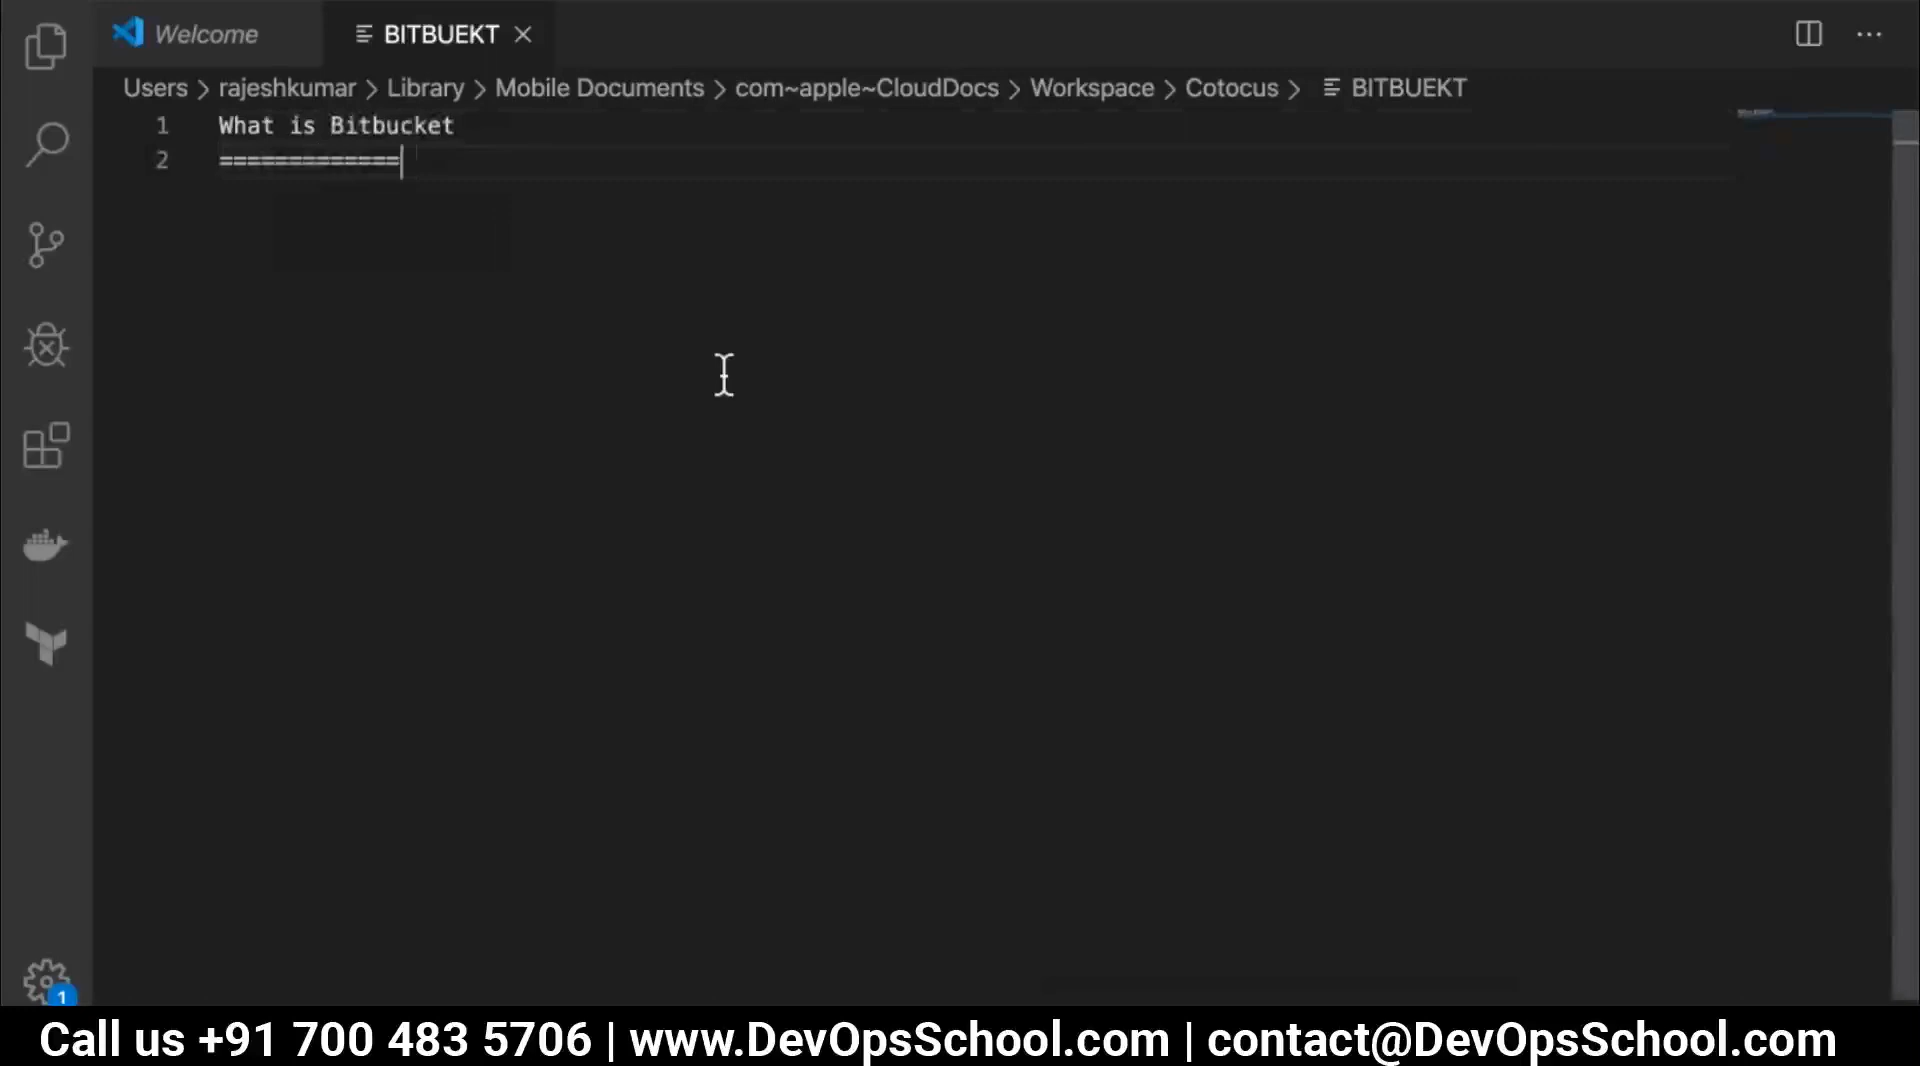 Welcome
BITBUEKT
Users > rajeshkumar > Library > Mobile Documents > com~apple~CloudDocs > Workspace > Cotocus > BITBUEKT
1 What is Bitbucket
2 =============
1
Call us +91 700 483 5706 | www.DevOpsSchool.com | contact@DevOpsSchool.com